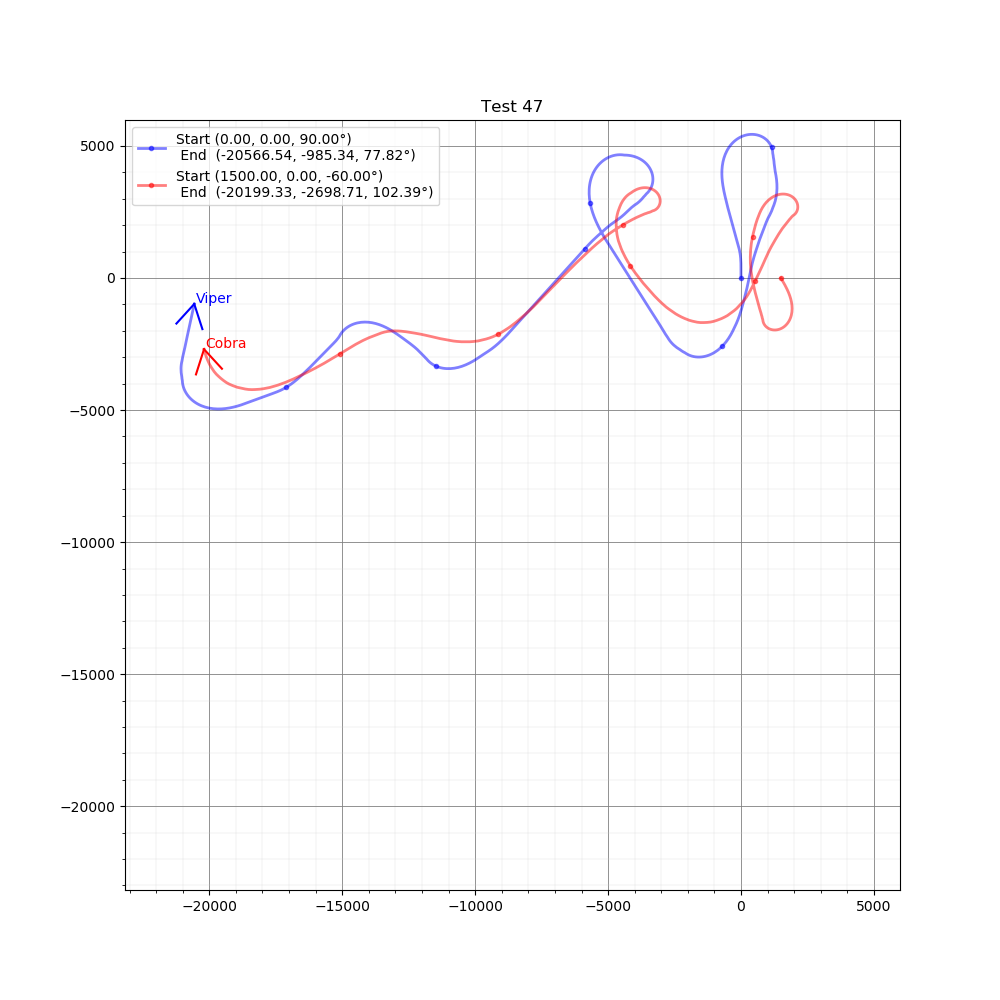 Test 47
Start (0.00, 0.00, 90.00°)
End (-20566.54, -985.34, 77.82°)
Start (1500.00, 0.00, -60.00°)
End (-20199.33, -2698.71, 102.39°)
5000
0
−5000
−10000
−15000
−20000
Viper
Cobra
−20000
−15000
−10000
−5000
0
5000